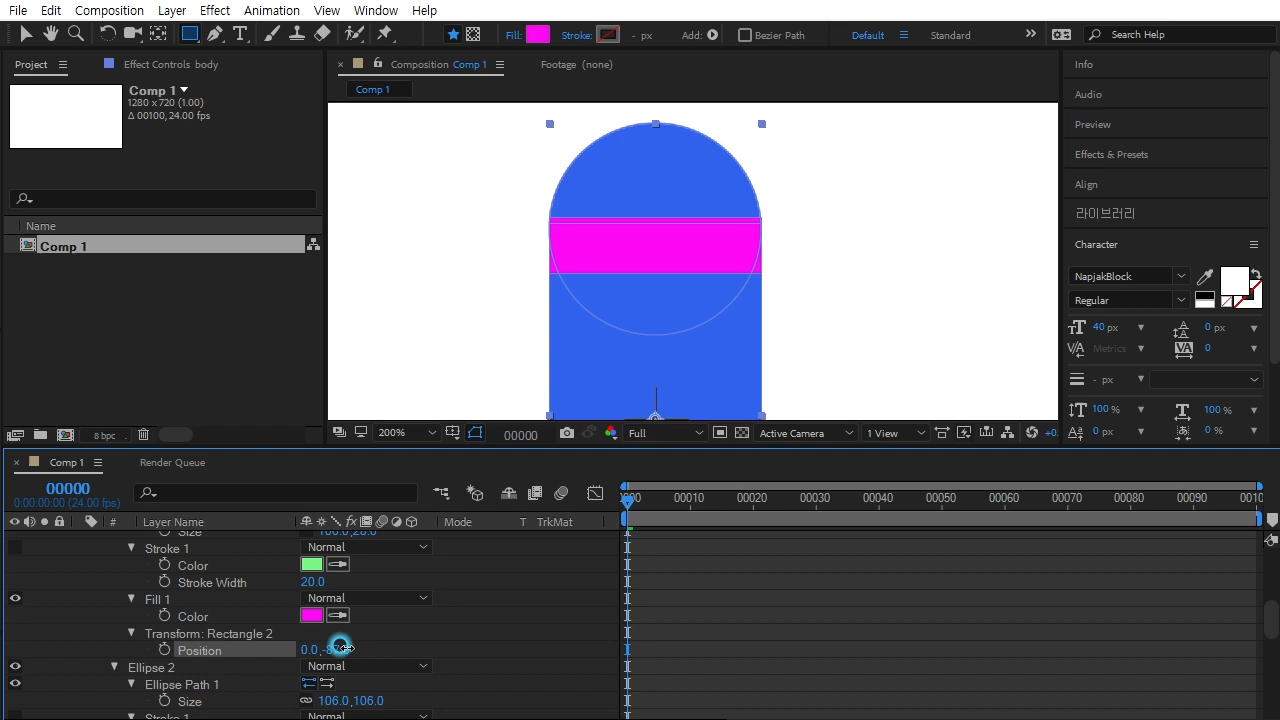 File Edit Composition Layer Effect Animation View Window Help
Fill: Stroke: - px Add: Bezier Path Default Standard Search Help
Project Effect Controls body
Composition Comp 1 Footage (none)
Info
Comp 1
Comp 1
1280 x 720 (1.00)
Δ 00100, 24.00 fps
Audio
Preview
Effects & Presets
Align
라이브러리
Name
Comp 1
Character
NapjakBlock
Regular
40 px 0 px
Metrics 0
- px
100 % 100 %
0 px 0 %
8 bpc
200% 00000 Full Active Camera 1 View +0.
Comp 1 Render Queue
00000
0:00:00:00 (24.00 fps)
00010 00020 00030 00040 00050 00060 00070 00080 00090
# Layer Name Mode T TrkMat
Size 100.0,28.0
Stroke 1 Normal
Color
Stroke Width 20.0
Fill 1 Normal
Color
Transform: Rectangle 2
Position 0.0
Ellipse 2 Normal
Ellipse Path 1
Size 106.0,106.0
Stroke 1 Normal